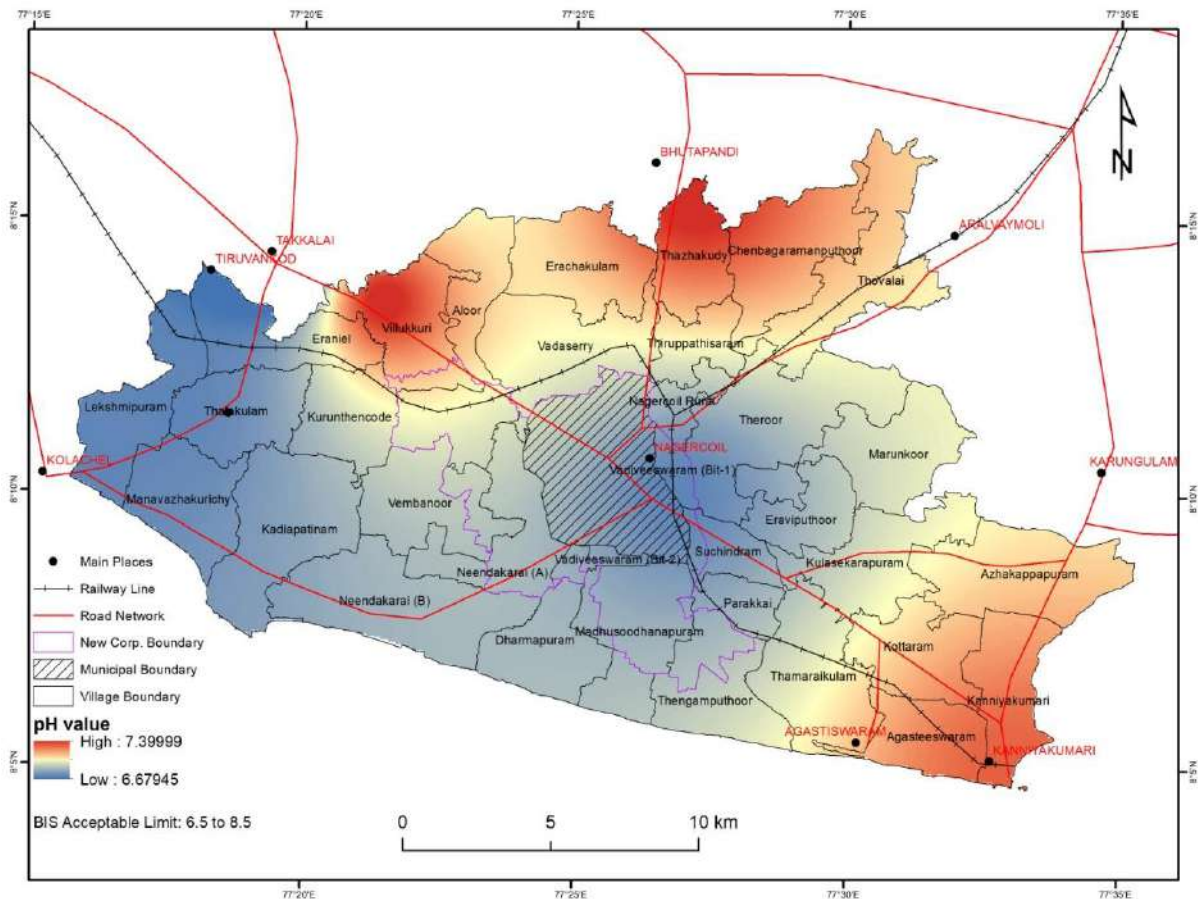 77°15'E 77°20'E 77°25'E 77°30'E 77°35'E
N
BHUTAPANDI
8°15'N 8°15'N
ARALVAYMOLI
TAKKALAI
Thazhakudy Chenbagaramanputhoor
Erachakulam
Thovalai
Aloor
Villukkuri
Eraniel
Vadaserry
Thiruppathisaram
Lekshmipuram
Thalakulam
Kurunthencode
Theroor
Marunkoor
NAGERCOIL
Vadiveeswaram (Bit-1)
KOLACHEL
KARUNGULAM
8°10'N 8°10'N
Manavazhakurichy
Vembanoor
Eraviputhoor
Kadiapatinam
Suchindram
Vadiveeswaram (Bit-2)
Kulasekarapuram
Neendakarai (A)
Azhakappapuram
Neendakarai (B)
Parakkai
Dharmapuram
Madhusoodhanapuram
Kottaram
Thamaraikulam
Thengamputhoor
Kanniyakumari
AGASTISWARAM
Agasteeswaram
KANNIYAKUMARI
8°5'N 8°5'N
Main Places
Railway Line
Road Network
New Corp. Boundary
Municipal Boundary
Village Boundary
pH value
High : 7.39999
Low : 6.67945
BIS Acceptable Limit: 6.5 to 8.5
0 5 10 km
77°20'E 77°25'E 77°30'E 77°35'E